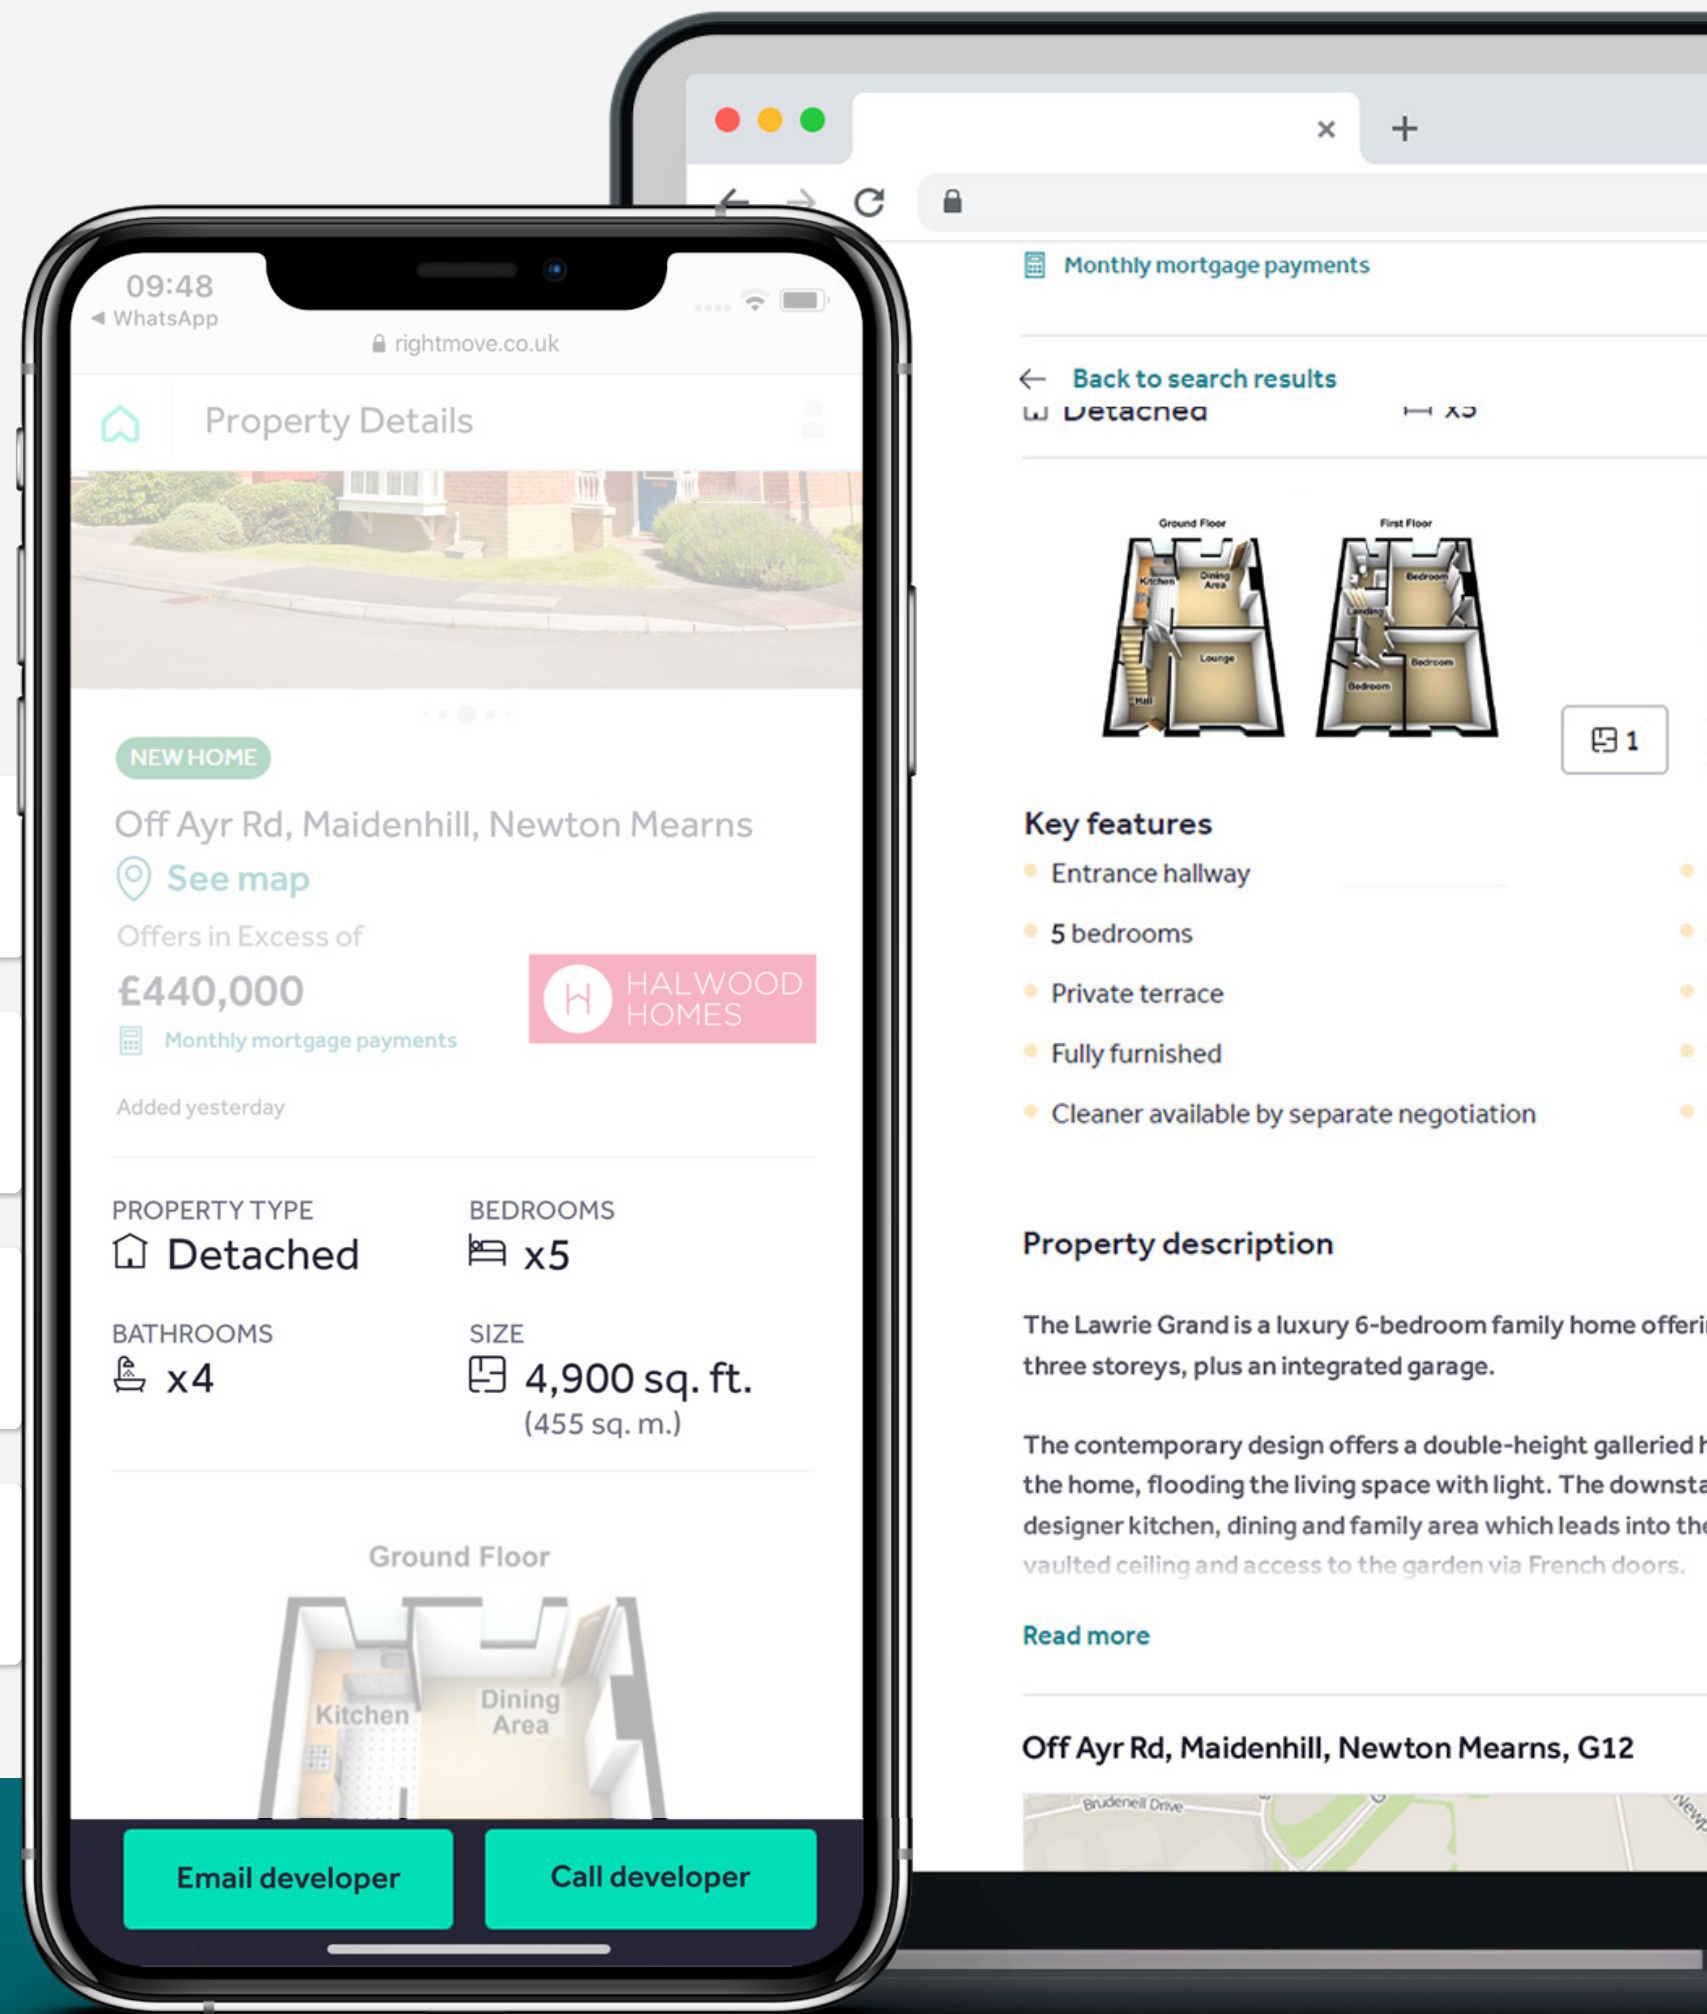 09:48
WhatsApp
rightmove.co.uk
Property Details
NEW HOME
Off Ayr Rd, Maidenhill, Newton Mearns
See map
Offers in Excess of
£440,000
Monthly mortgage payments
HALWOOD
HOMES
Added yesterday
PROPERTY TYPE
Detached
BEDROOMS
x5
BATHROOMS
x4
SIZE
4,900 sq. ft.
(455 sq. m.)
Ground Floor
Kitchen
Dining
Area
Email developer
Call developer
Monthly mortgage payments
Back to search results
Detached
x5
Ground Floor
Kitchen
Dining
Area
Lounge
Hall
First Floor
Bedroom
Landing
Bedroom
Bedroom
1
Key features
Entrance hallway
5 bedrooms
Private terrace
Fully furnished
Cleaner available by separate negotiation
Property description
The Lawrie Grand is a luxury 6-bedroom family home
three storeys, plus an integrated garage.
The contemporary design offers a double-height galleried
the home, flooding the living space with light. The
designer kitchen, dining and family area which leads into the
vaulted ceiling and access to the garden via French doors.
Read more
Off Ayr Rd, Maidenhill, Newton Mearns, G12
Brudenell Drive